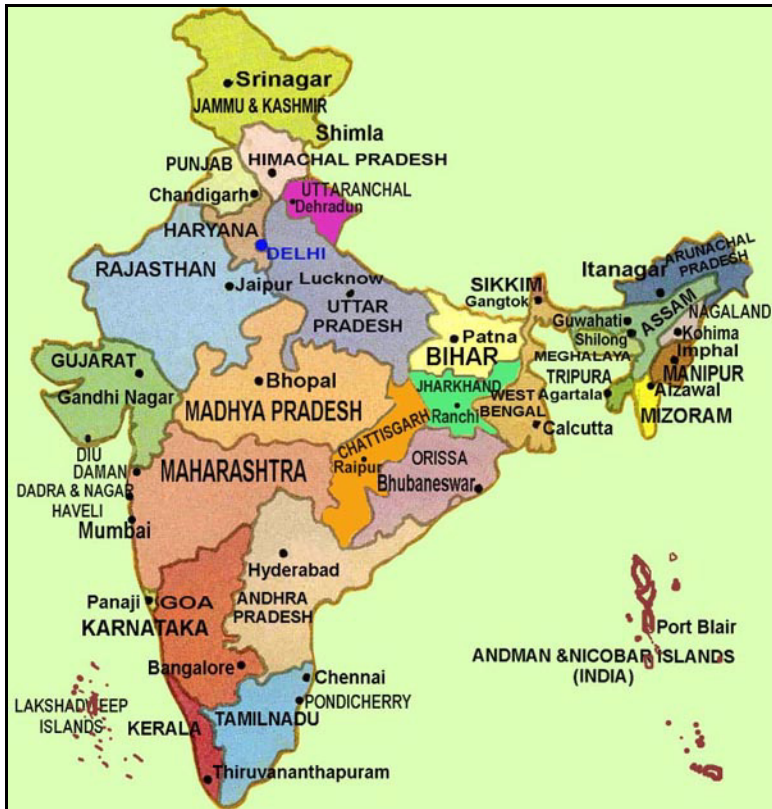 Srinagar
JAMMU & KASHMIR
Shimla
PUNJAB
HIMACHAL PRADESH
Chandigarh
UTTARANCHAL
Dehradun
HARYANA
DELHI
RAJASTHAN
Jaipur
Lucknow
UTTAR
PRADESH
SIKKIM
Gangtok
Itanagar
ARUNACHAL
PRADESH
ASSAM
NAGALAND
Guwahati
Shilong
Kohima
MEGHALAYA
Imphal
MANIPUR
TRIPURA
Agartala
Aizawal
MIZORAM
Patna
BIHAR
GUJARAT
Gandhi Nagar
Bhopal
MADHYA PRADESH
JHARKHAND
Ranchi
WEST
BENGAL
Calcutta
CHATTISGARH
Raipur
ORISSA
Bhubaneswar
DIU
DAMAN
DADRA & NAGAR
HAVELI
Mumbai
MAHARASHTRA
Hyderabad
ANDHRA
PRADESH
Panaji
GOA
KARNATAKA
Bangalore
Chennai
PONDICHERRY
TAMILNADU
LAKSHADWEEP
ISLANDS
KERALA
Thiruvananthapuram
Port Blair
ANDMAN &NICOBAR ISLANDS
(INDIA)